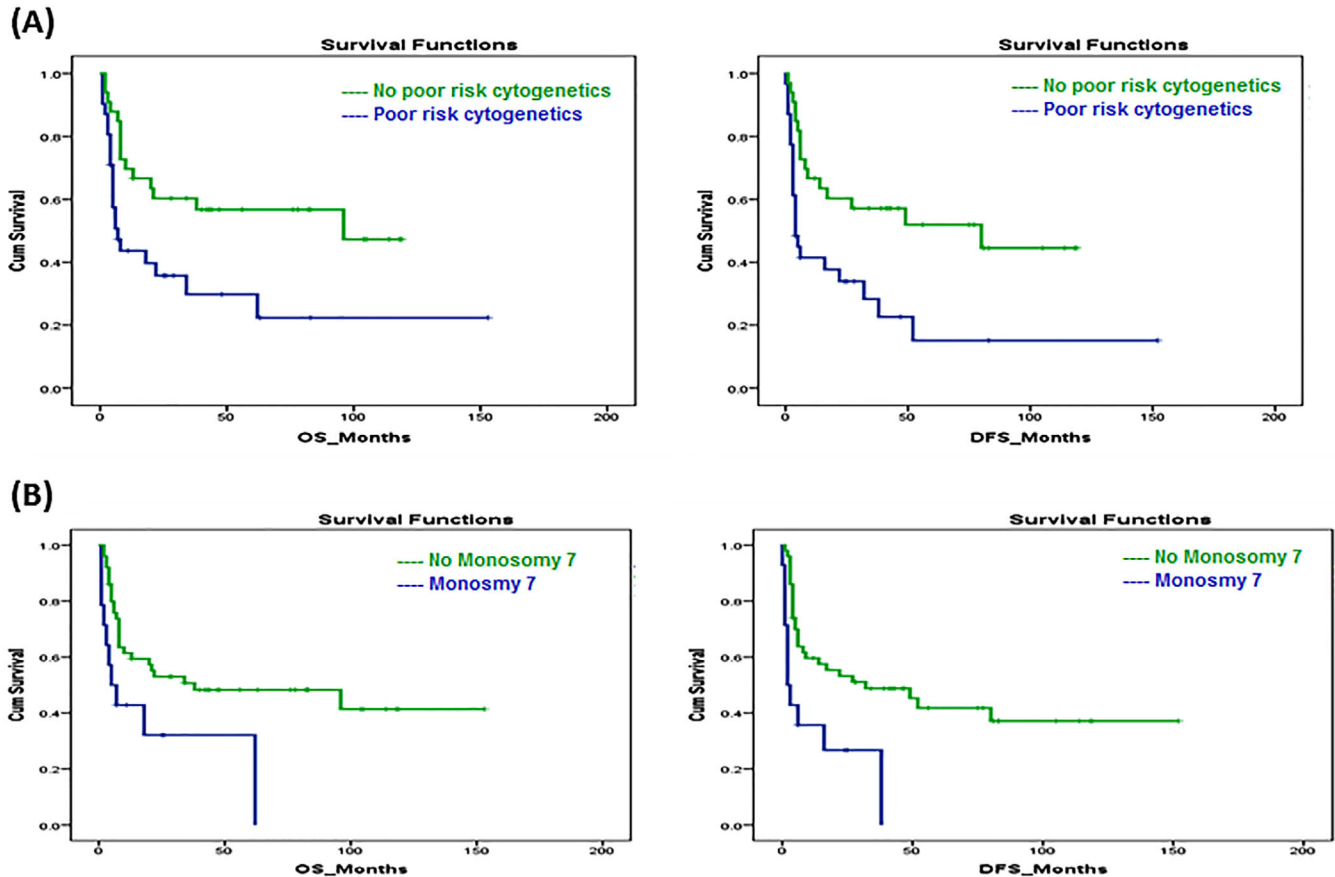 (A)
Survival Functions
Survival Functions
1.0
0.8
0.6
0.4
0.2
0.0
Cum Survival
---- No poor risk cytogenetics
---- Poor risk cytogenetics
0 50 100 150 200
OS_Months
1.0
0.8
0.6
0.4
0.2
0.0
Cum Survival
---- No poor risk cytogenetics
---- Poor risk cytogenetics
0 50 100 150 200
DFS_Months
(B)
Survival Functions
Survival Functions
1.0
0.8
0.6
0.4
0.2
0.0
Cum Survival
---- No Monosomy 7
---- Monosmy 7
0 50 100 150 200
OS_Months
1.0
0.8
0.6
0.4
0.2
0.0
Cum Survival
---- No Monosomy 7
---- Monosmy 7
0 50 100 150 200
DFS_Months